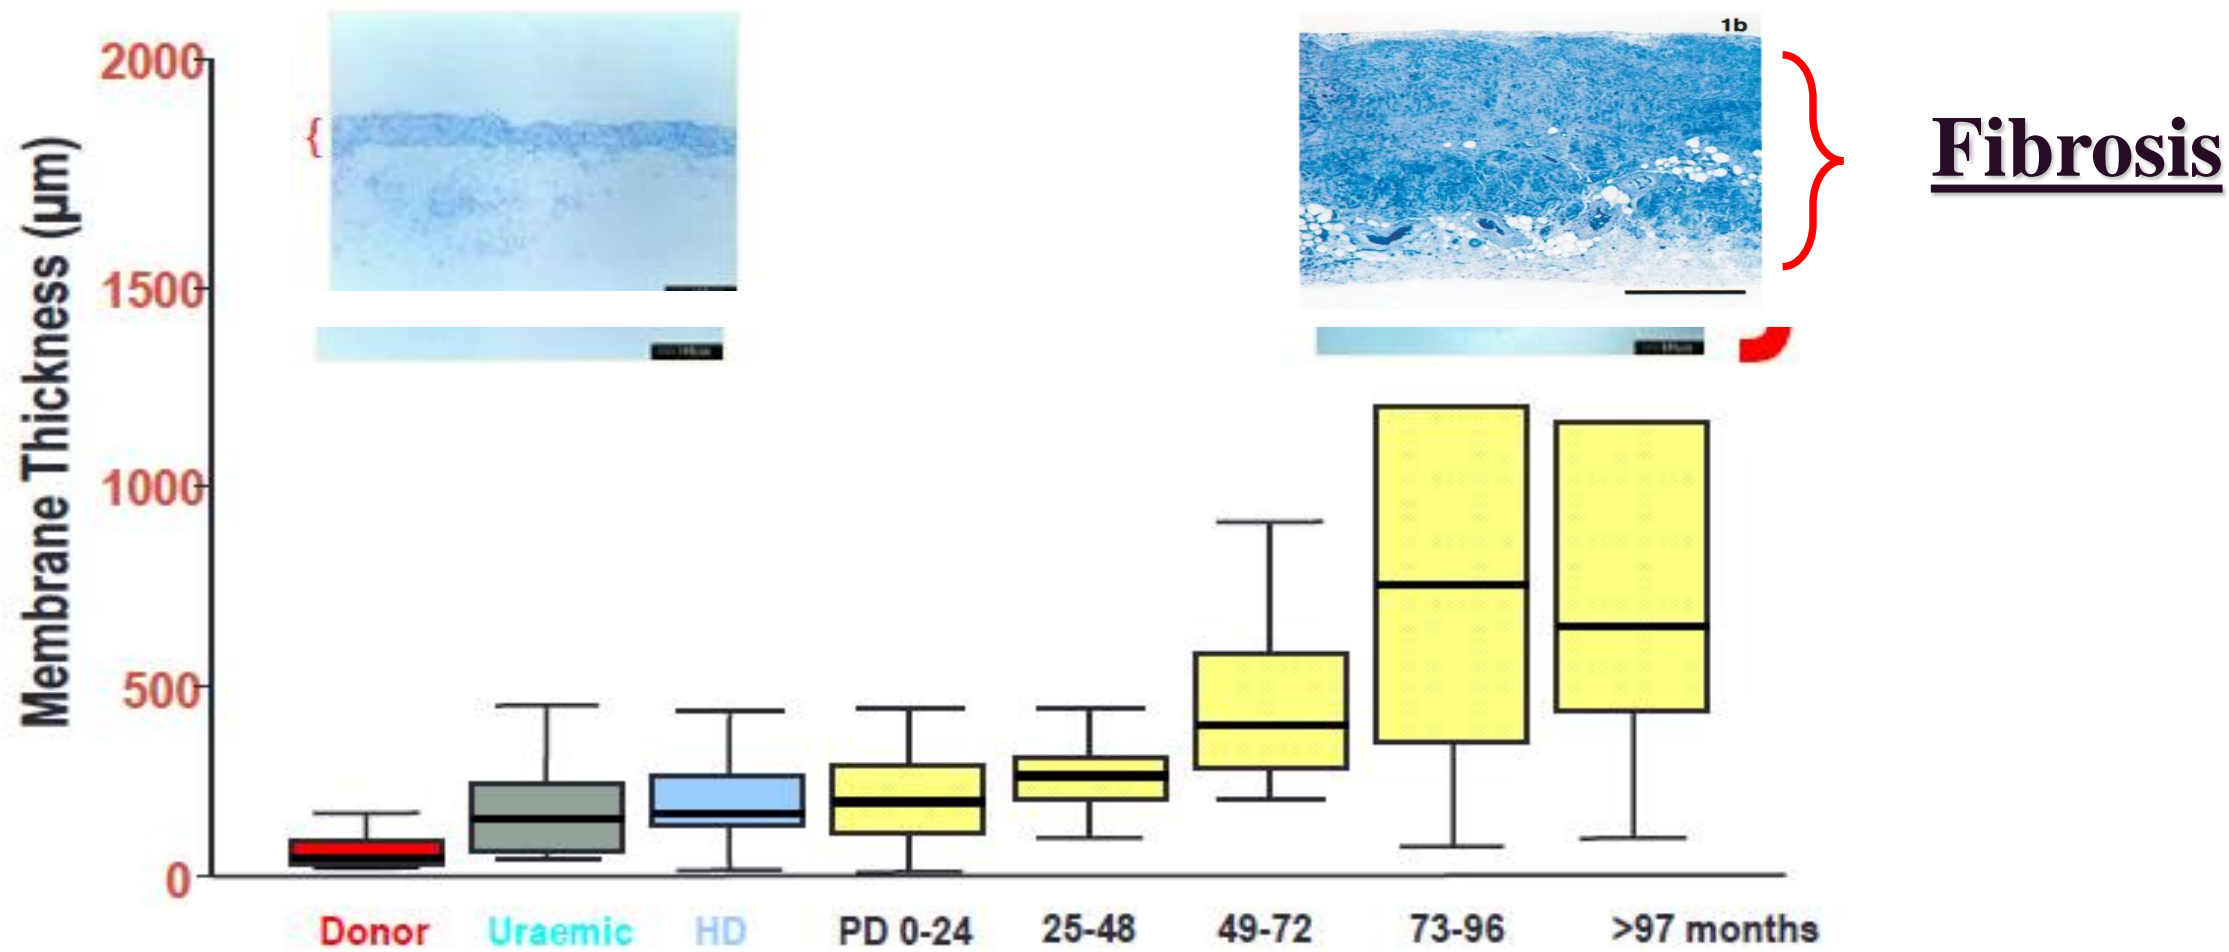 1b
Fibrosis
Membrane Thickness (μm)
2000
1500
1000
500
0
Donor Uraemic HD PD 0-24 25-48 49-72 73-96 >97 months